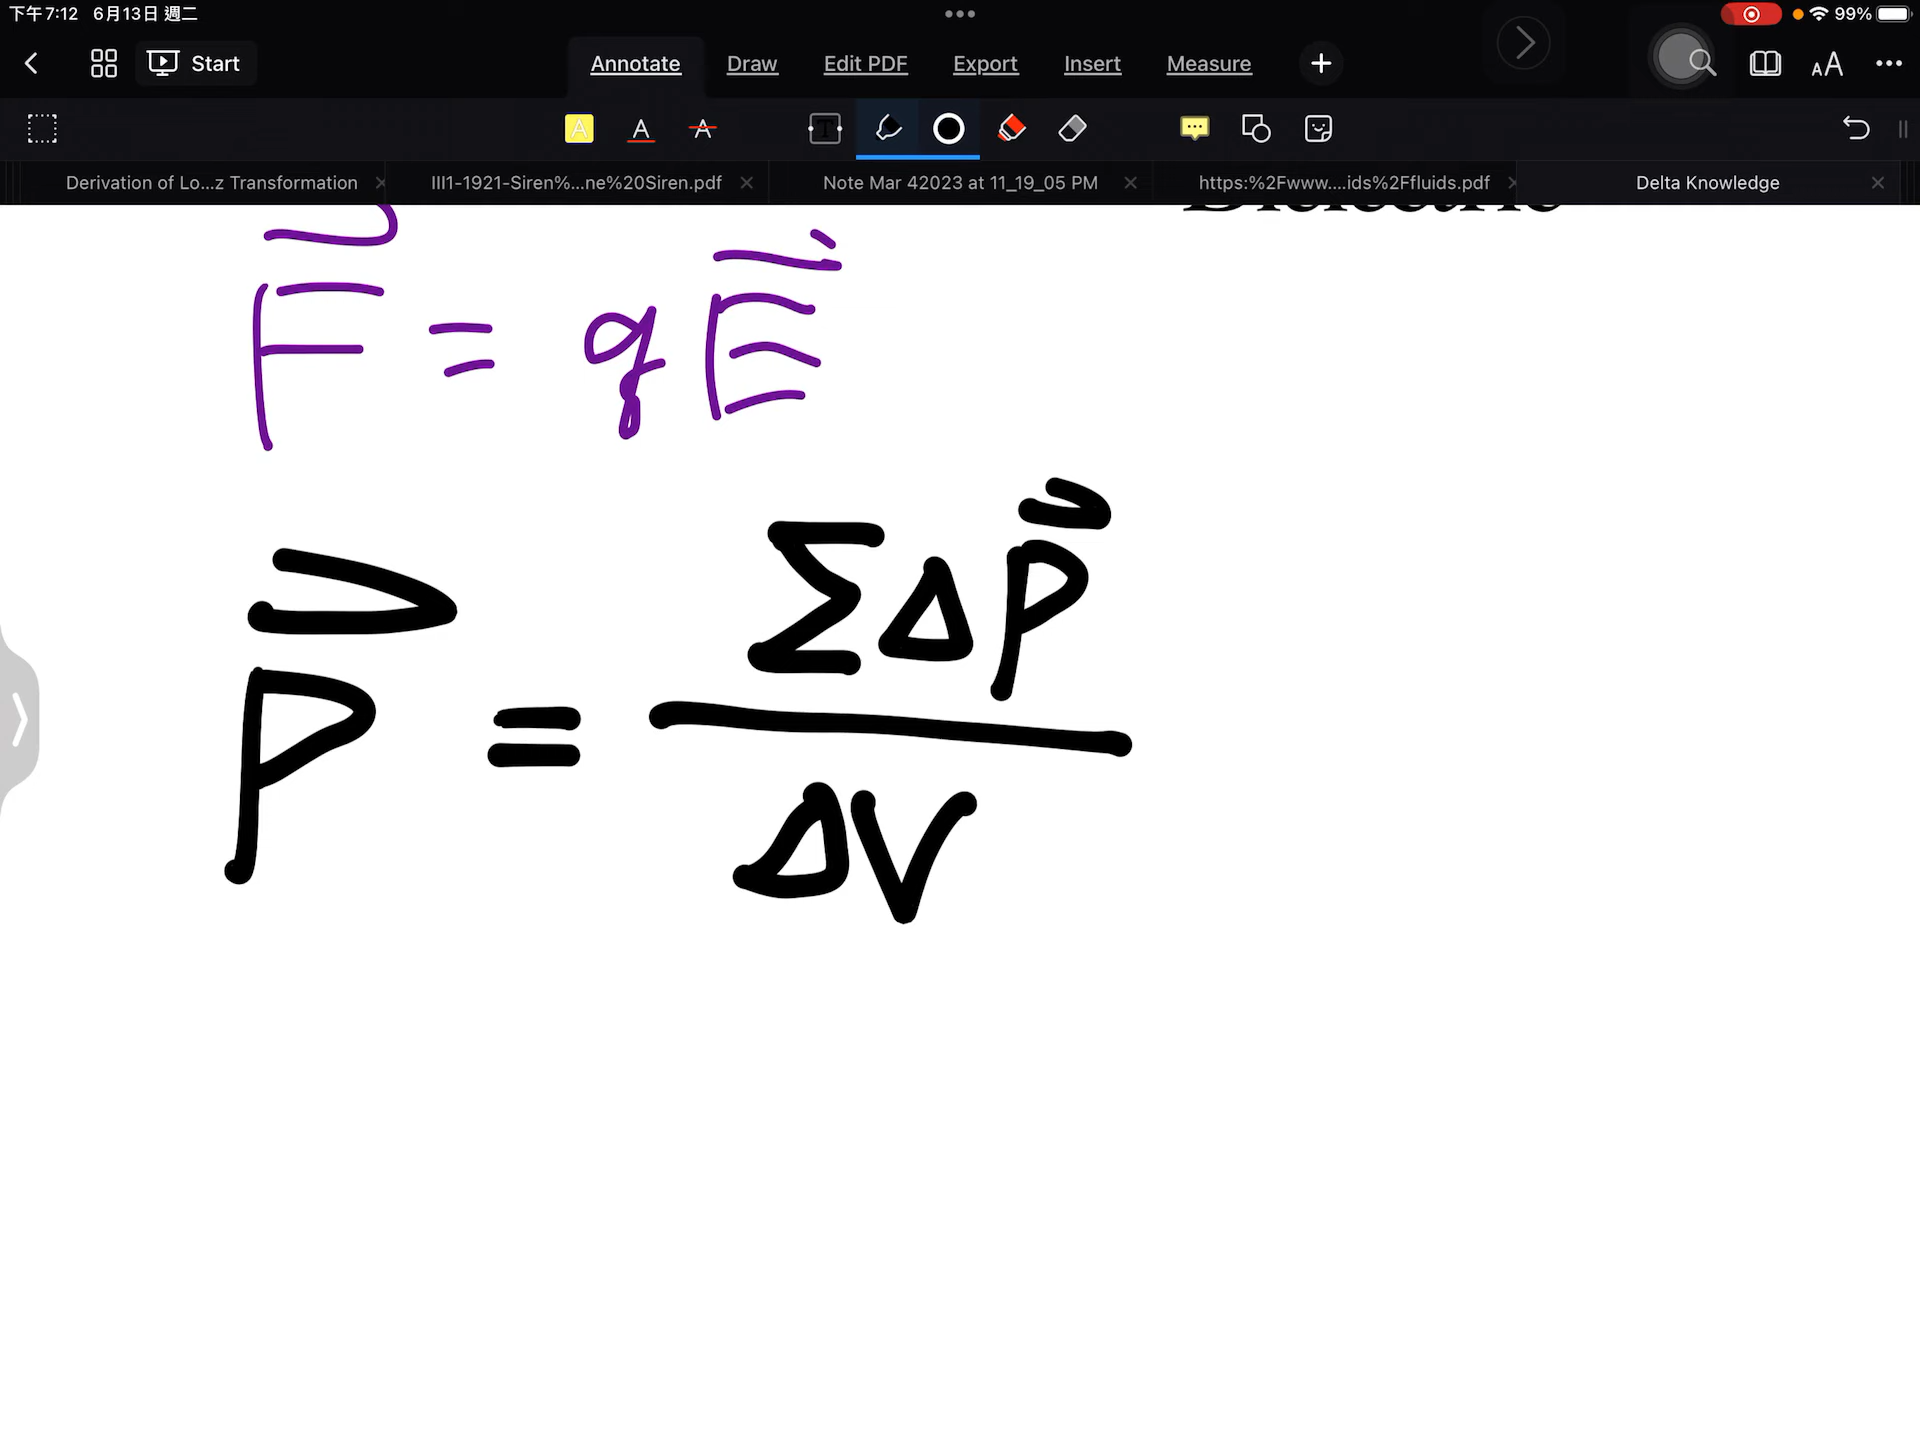 下午7:12 6月13日 週二
99%
Start
Annotate Draw Edit PDF Export Insert Measure
AA
A A A T
Derivation of Lo...z Transformation
III1-1921-Siren%...ne%20Siren.pdf
Note Mar 42023 at 11_19_05 PM
https:%2Fwww....ids%2Ffluids.pdf
Delta Knowledge
F⃗ = qE⃗
P⃗ = ΣΔp⃗ / ΔV